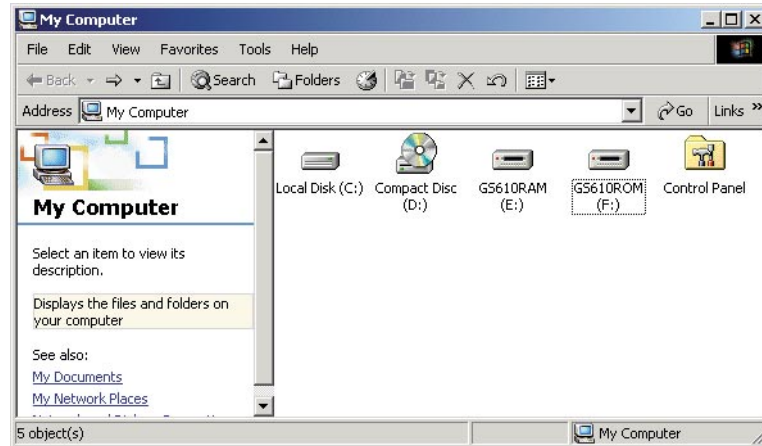 My Computer
File Edit View Favorites Tools Help
Back Search Folders
Address My Computer Go Links »
Local Disk (C:) Compact Disc (D:) GS610RAM (E:) GS610ROM (F:) Control Panel
My Computer
Select an item to view its
description.
Displays the files and folders on
your computer
See also:
My Documents
My Network Places
5 object(s) My Computer